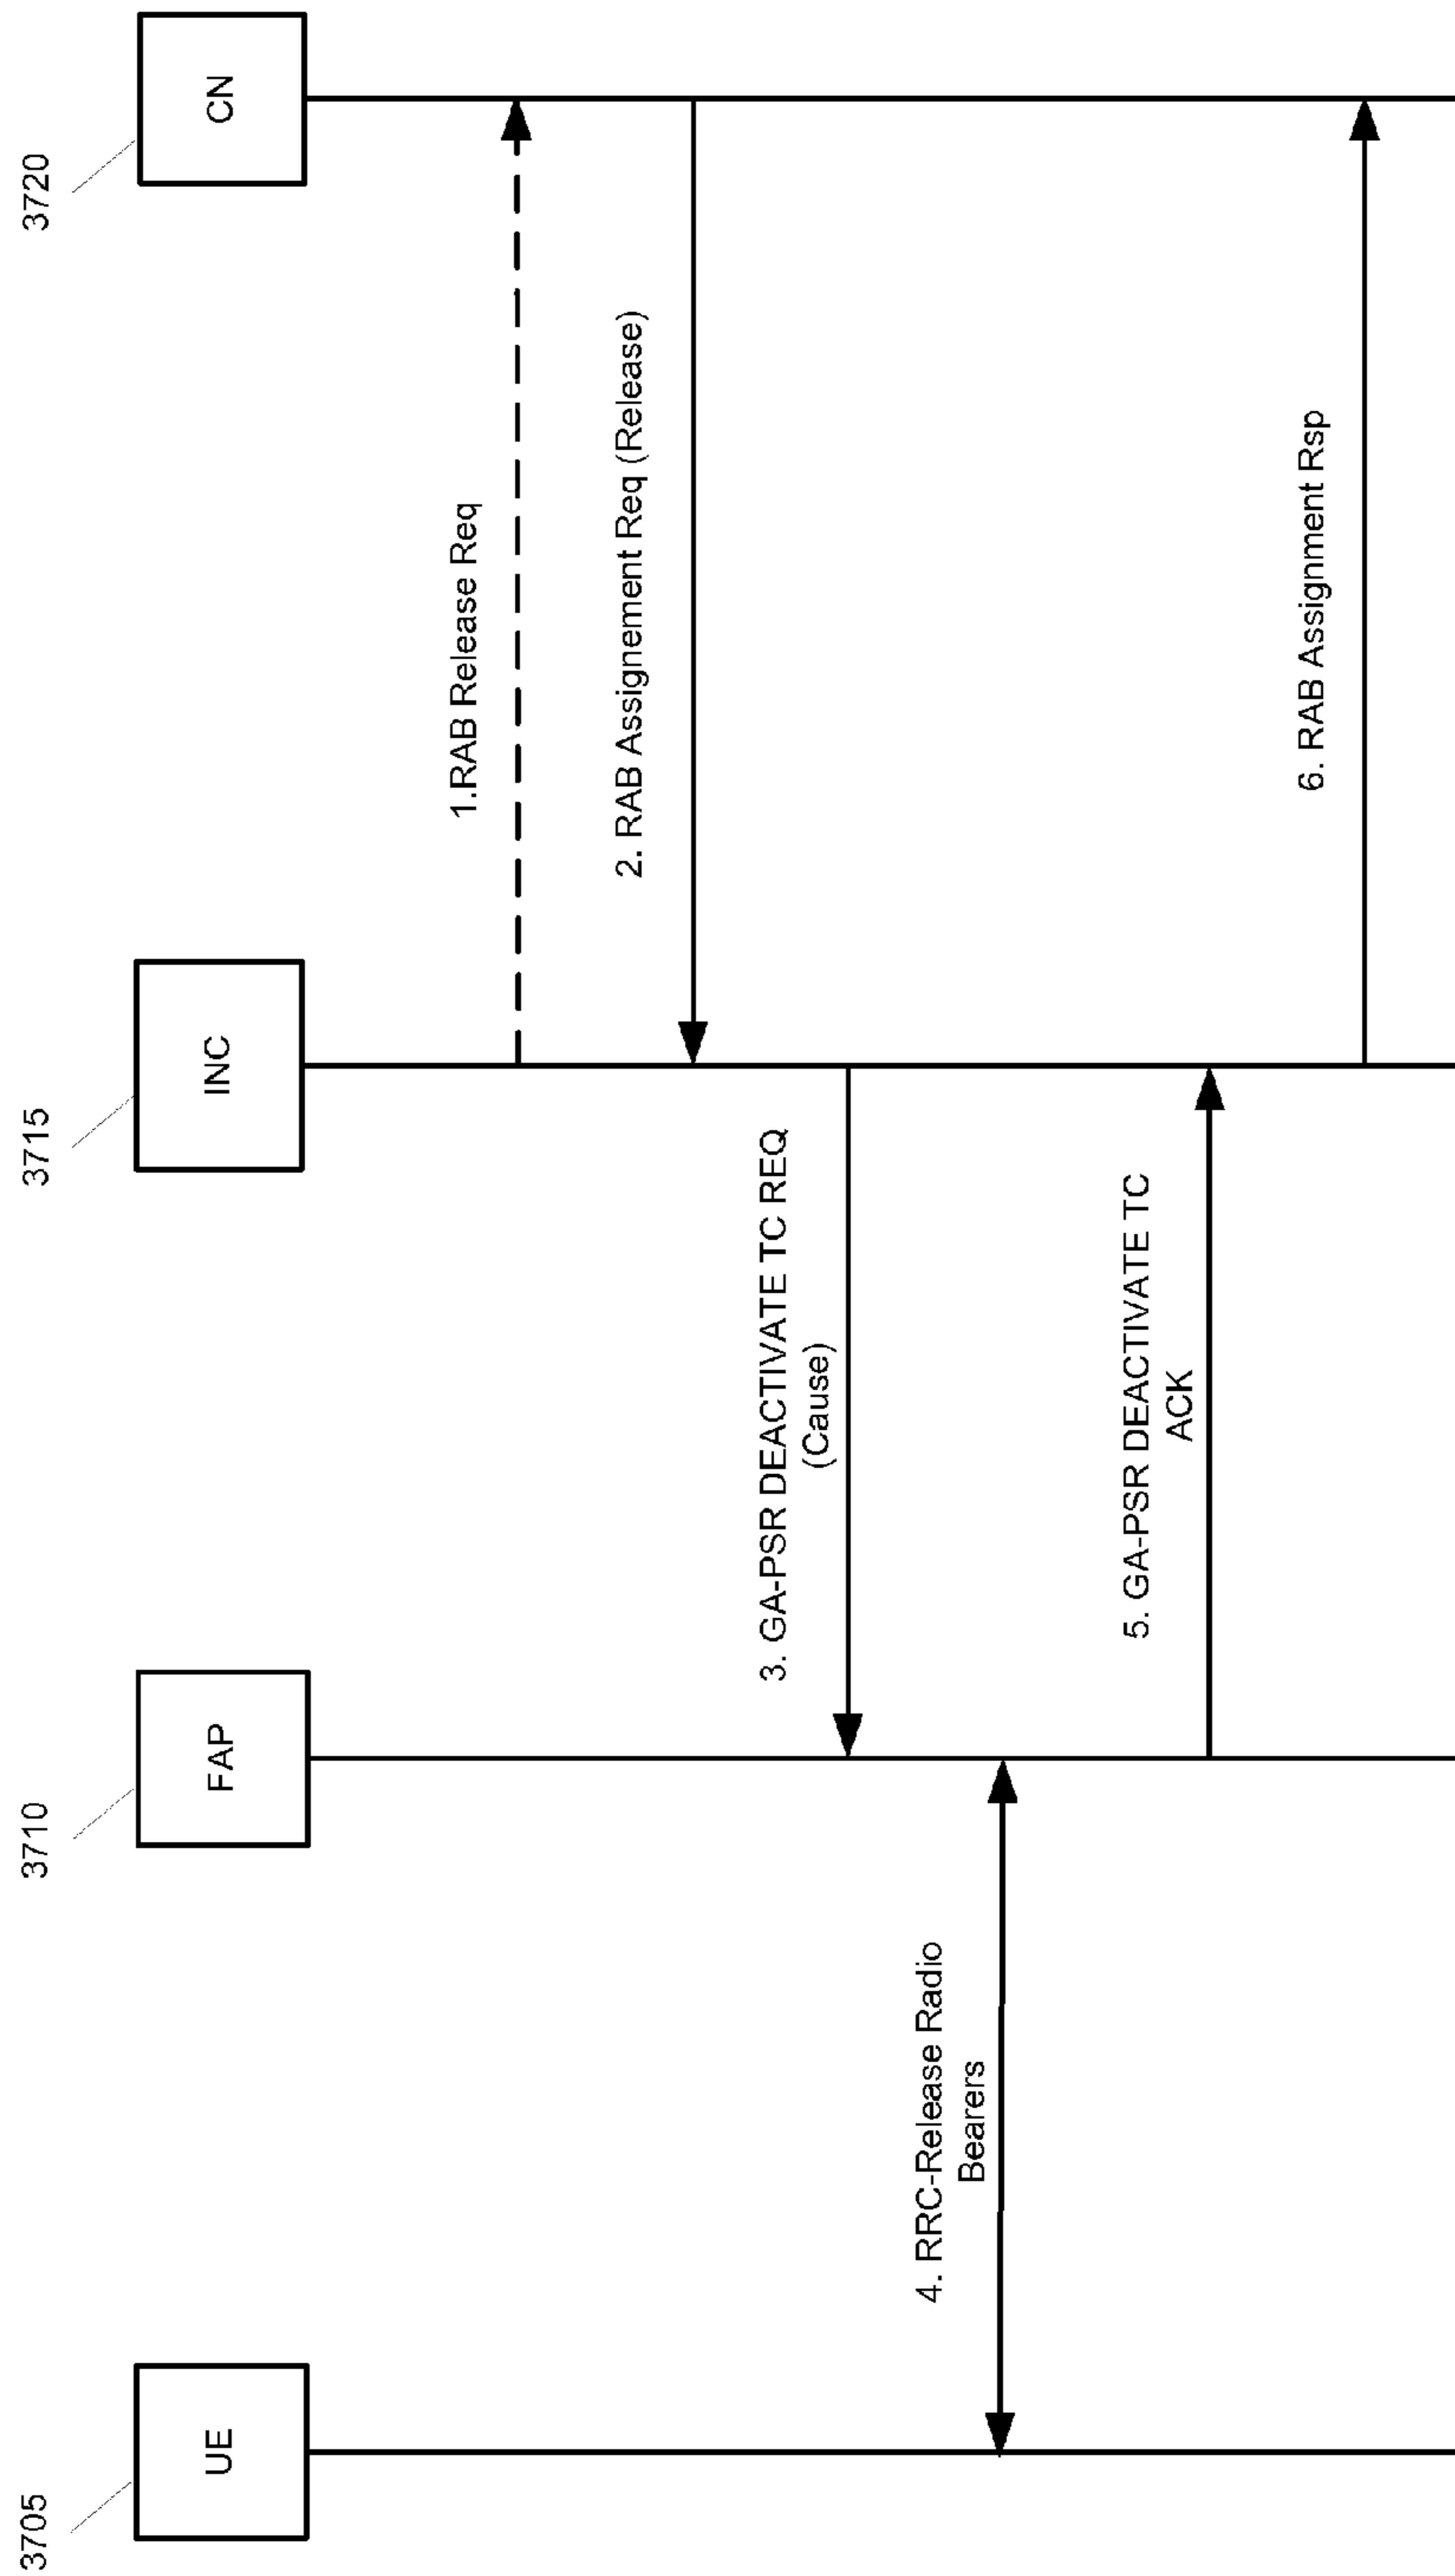 3705
3710
3715
3720
UE
FAP
INC
CN
1.RAB Release Req
2. RAB Assignement Req (Release)
3. GA-PSR DEACTIVATE TC REQ
(Cause)
4. RRC-Release Radio
Bearers
5. GA-PSR DEACTIVATE TC
ACK
6. RAB Assignment Rsp